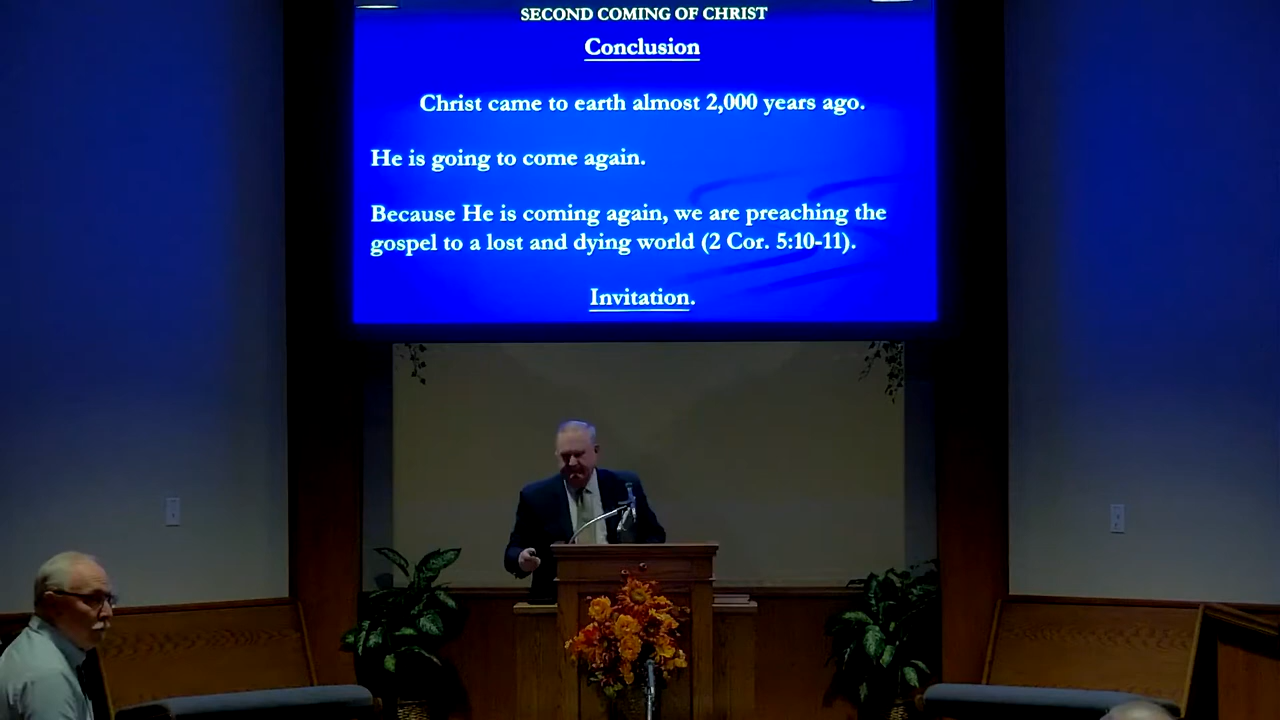 SECOND COMING OF CHRIST
Conclusion
Christ came to earth almost 2,000 years ago.
He is going to come again.
Because He is coming again, we are preaching the
gospel to a lost and dying world (2 Cor. 5:10-11).
Invitation.